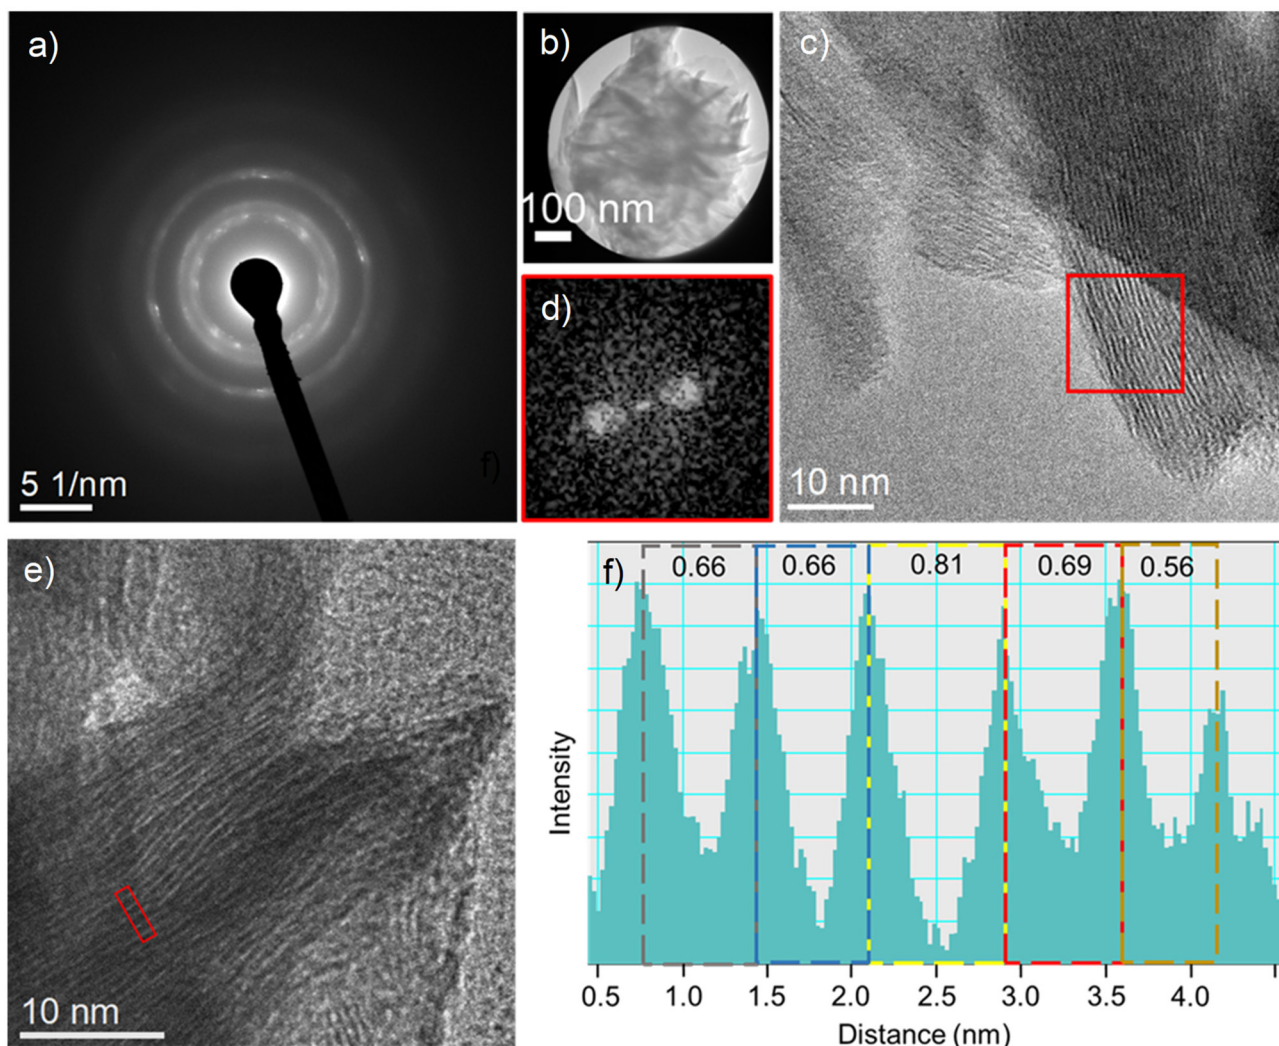 a)
5 1/nm
f)
b)
100 nm
c)
10 nm
d)
e)
10 nm
f)
0.66
0.66
0.81
0.69
0.56
Intensity
0.5
1.0
1.5
2.0
2.5
3.0
3.5
4.0
Distance (nm)